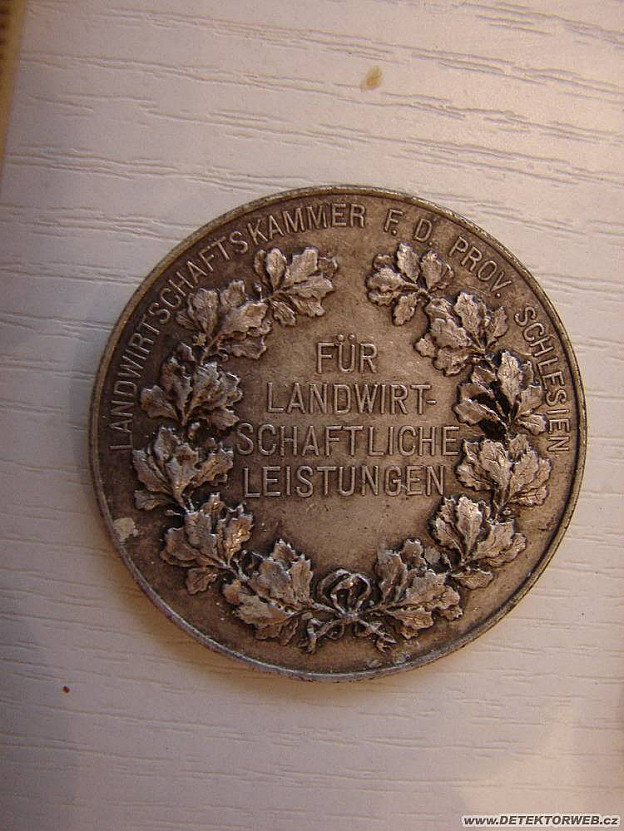 LANDWIRTSCHAFTSKAMMER F. D. PROV. SCHLESIEN
FÜR
LANDWIRT-
SCHAFTLICHE
LEISTUNGEN
www.DETEKTORWEB.cz